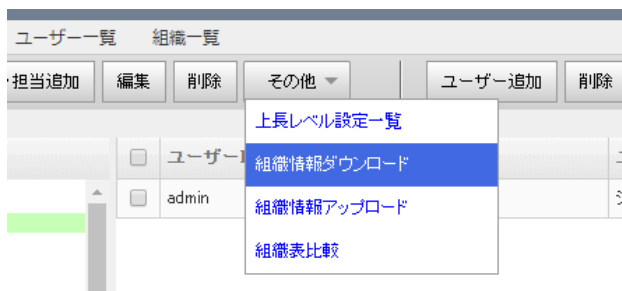 ユーザー一覧 組織一覧
・担当追加 編集 削除 その他 ユーザー追加 削除
上長レベル設定一覧
ユーザーI
組織情報ダウンロード
admin
組織情報アップロード
組織表比較